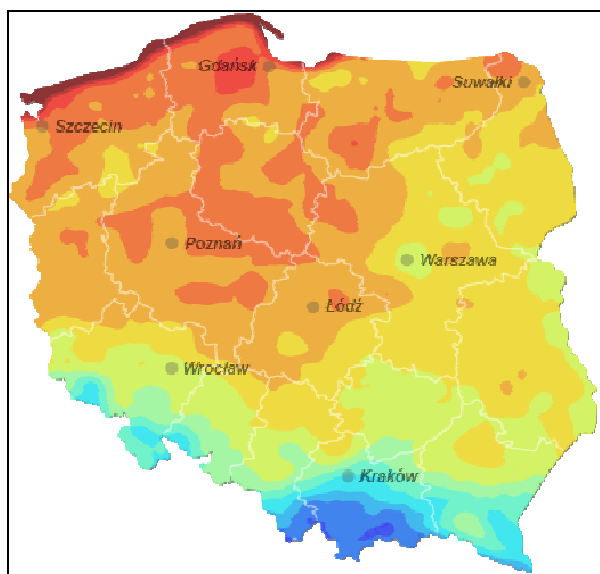 Gdańsk
Suwałki
Szczecin
Poznań
Warszawa
Łódź
Wrocław
Kraków